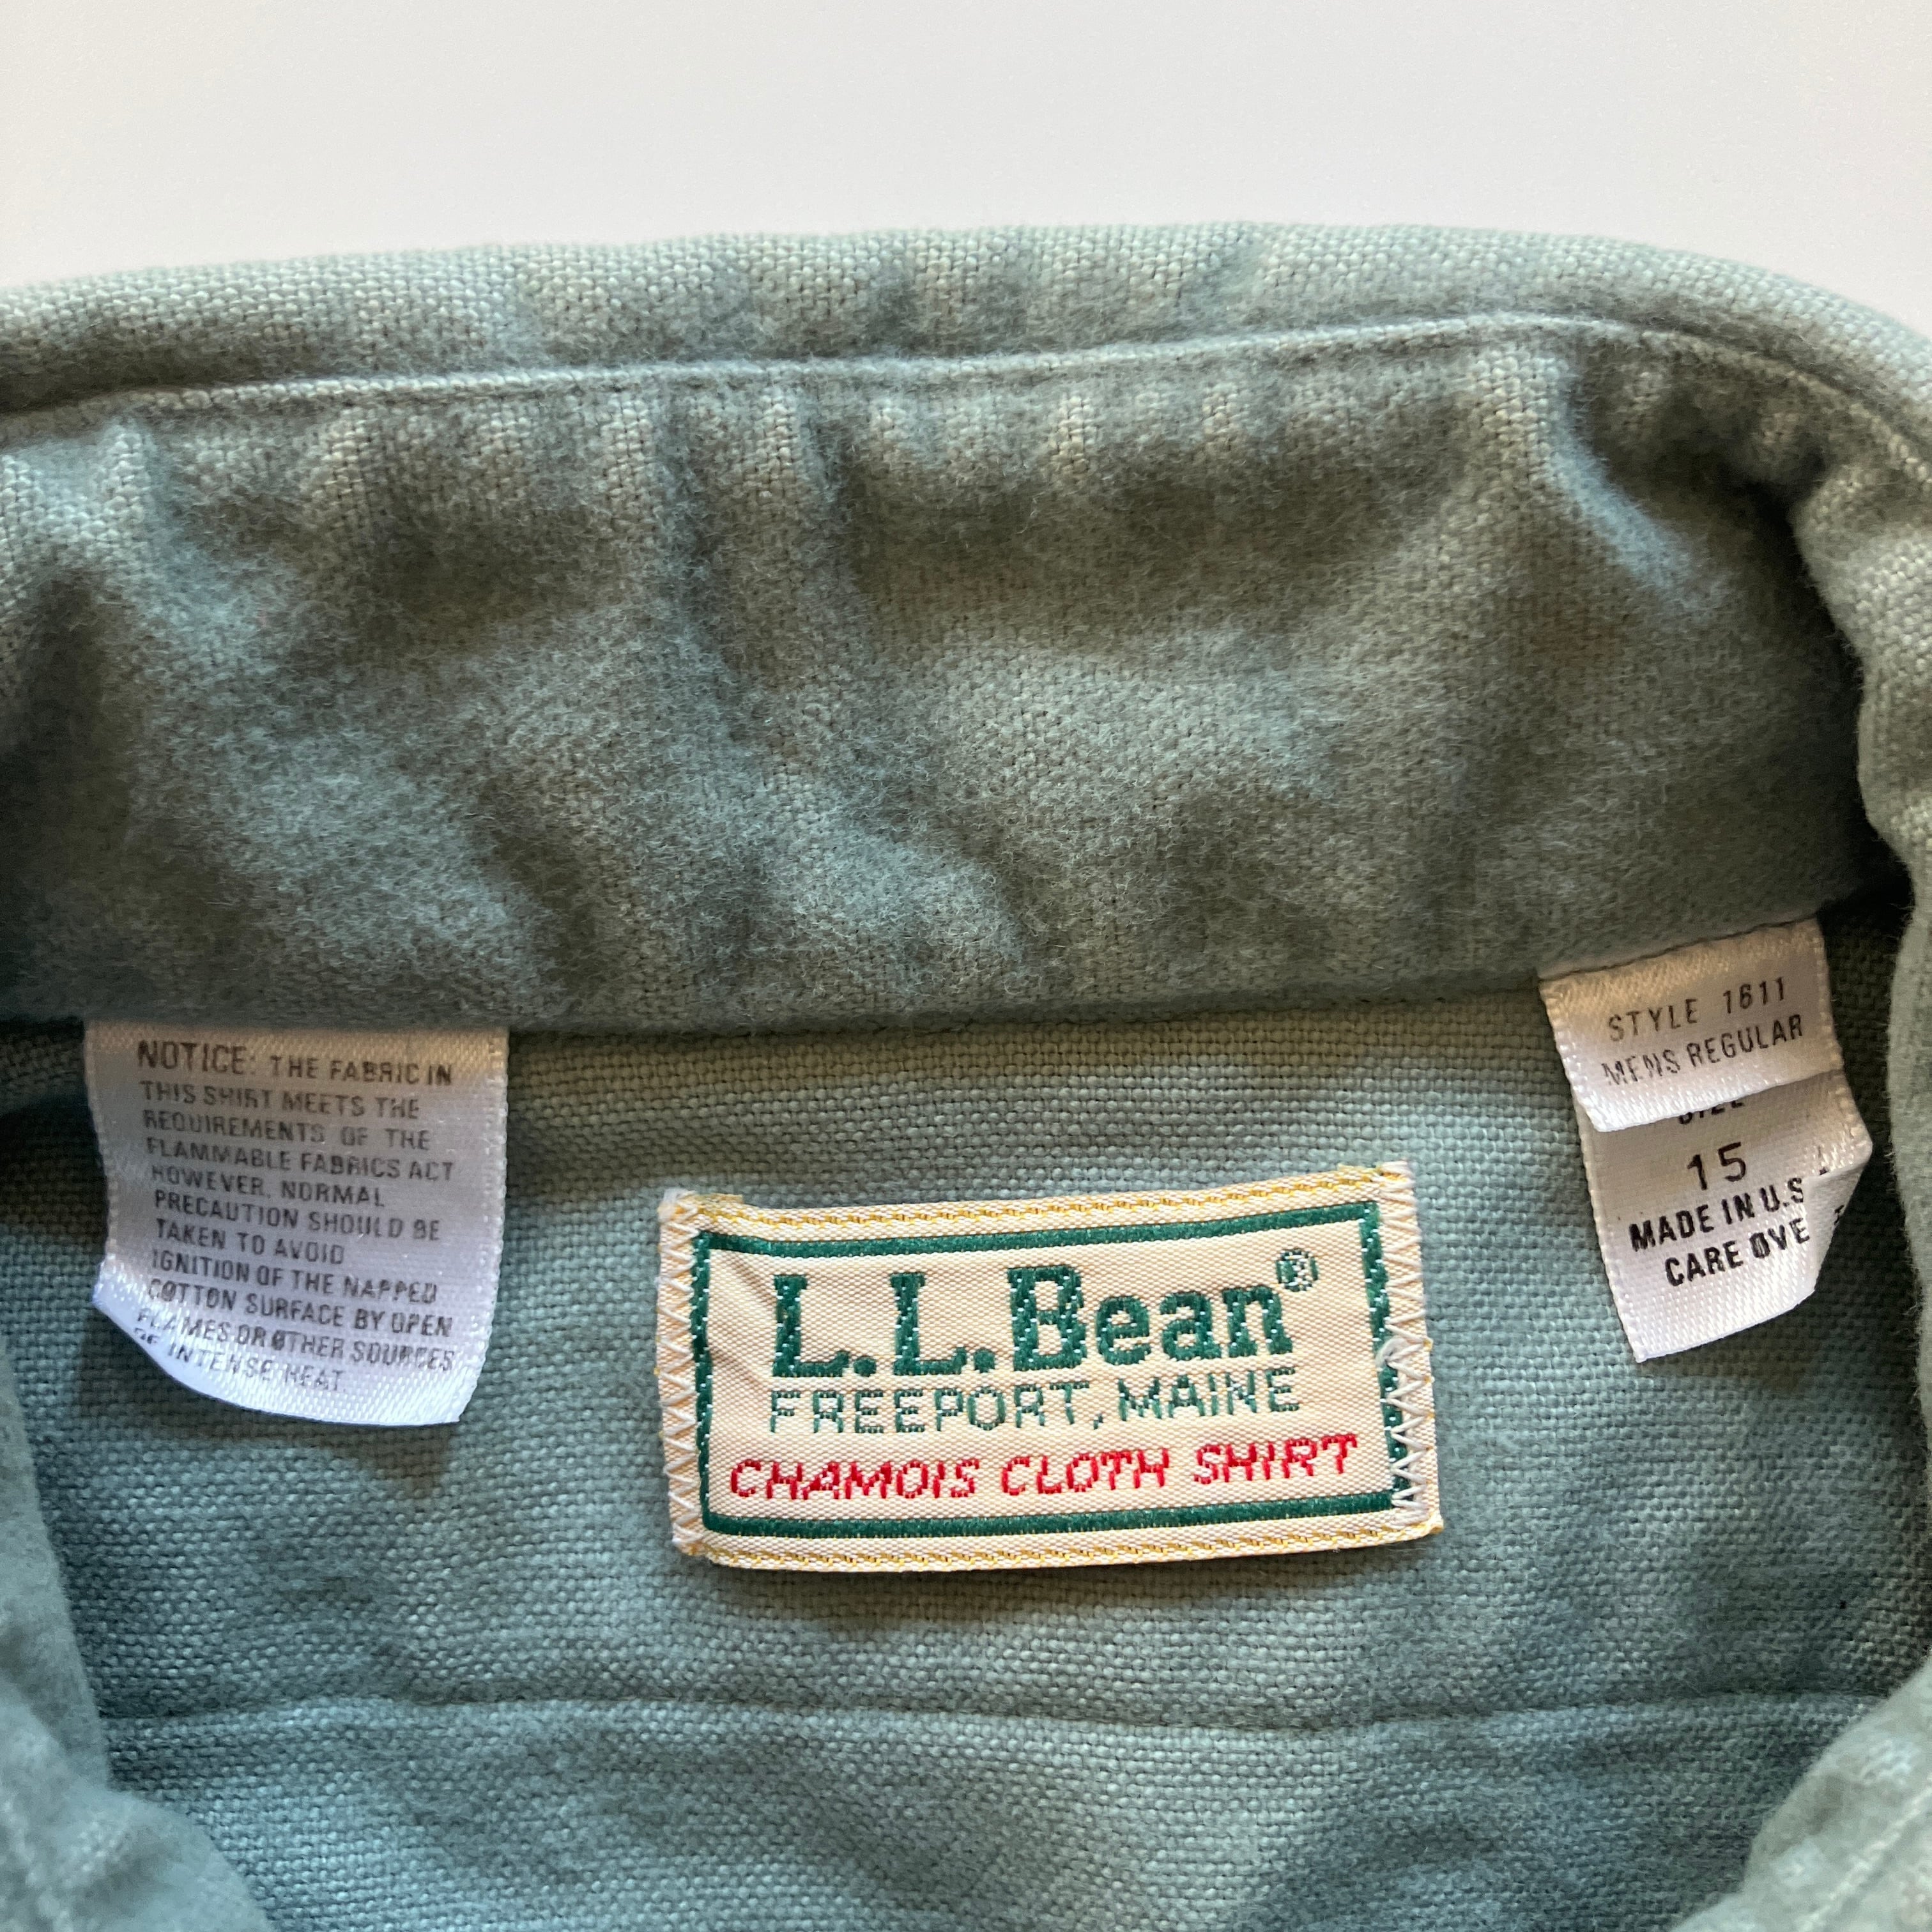 NOTICE: THE FABRIC IN
THIS SHIRT MEETS THE
REQUIREMENTS OF THE
FLAMMABLE FABRICS ACT
HOWEVER, NORMAL
PRECAUTION SHOULD BE
TAKEN TO AVOID
IGNITION OF THE NAPPED
COTTON SURFACE BY OPEN
FLAMES OR OTHER SOURCES
OF INTENSE HEAT
L.L.Bean®
FREEPORT, MAINE
CHAMOIS CLOTH SHIRT
STYLE 1611
MENS REGULAR
SIZE
15
MADE IN U.S
CARE OVE